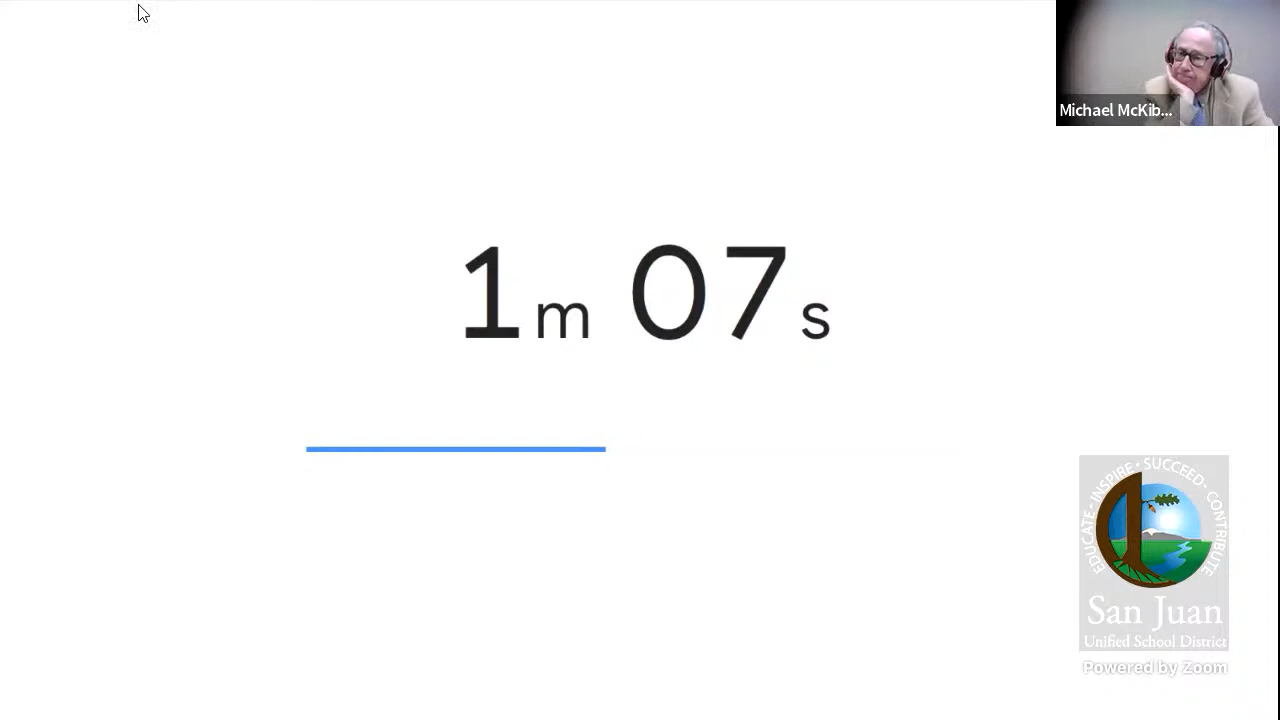 Michael McKib...
1m 07s
EDUCATE · INSPIRE · SUCCEED · CONTRIBUTE
San Juan
Unified School District
Powered by Zoom